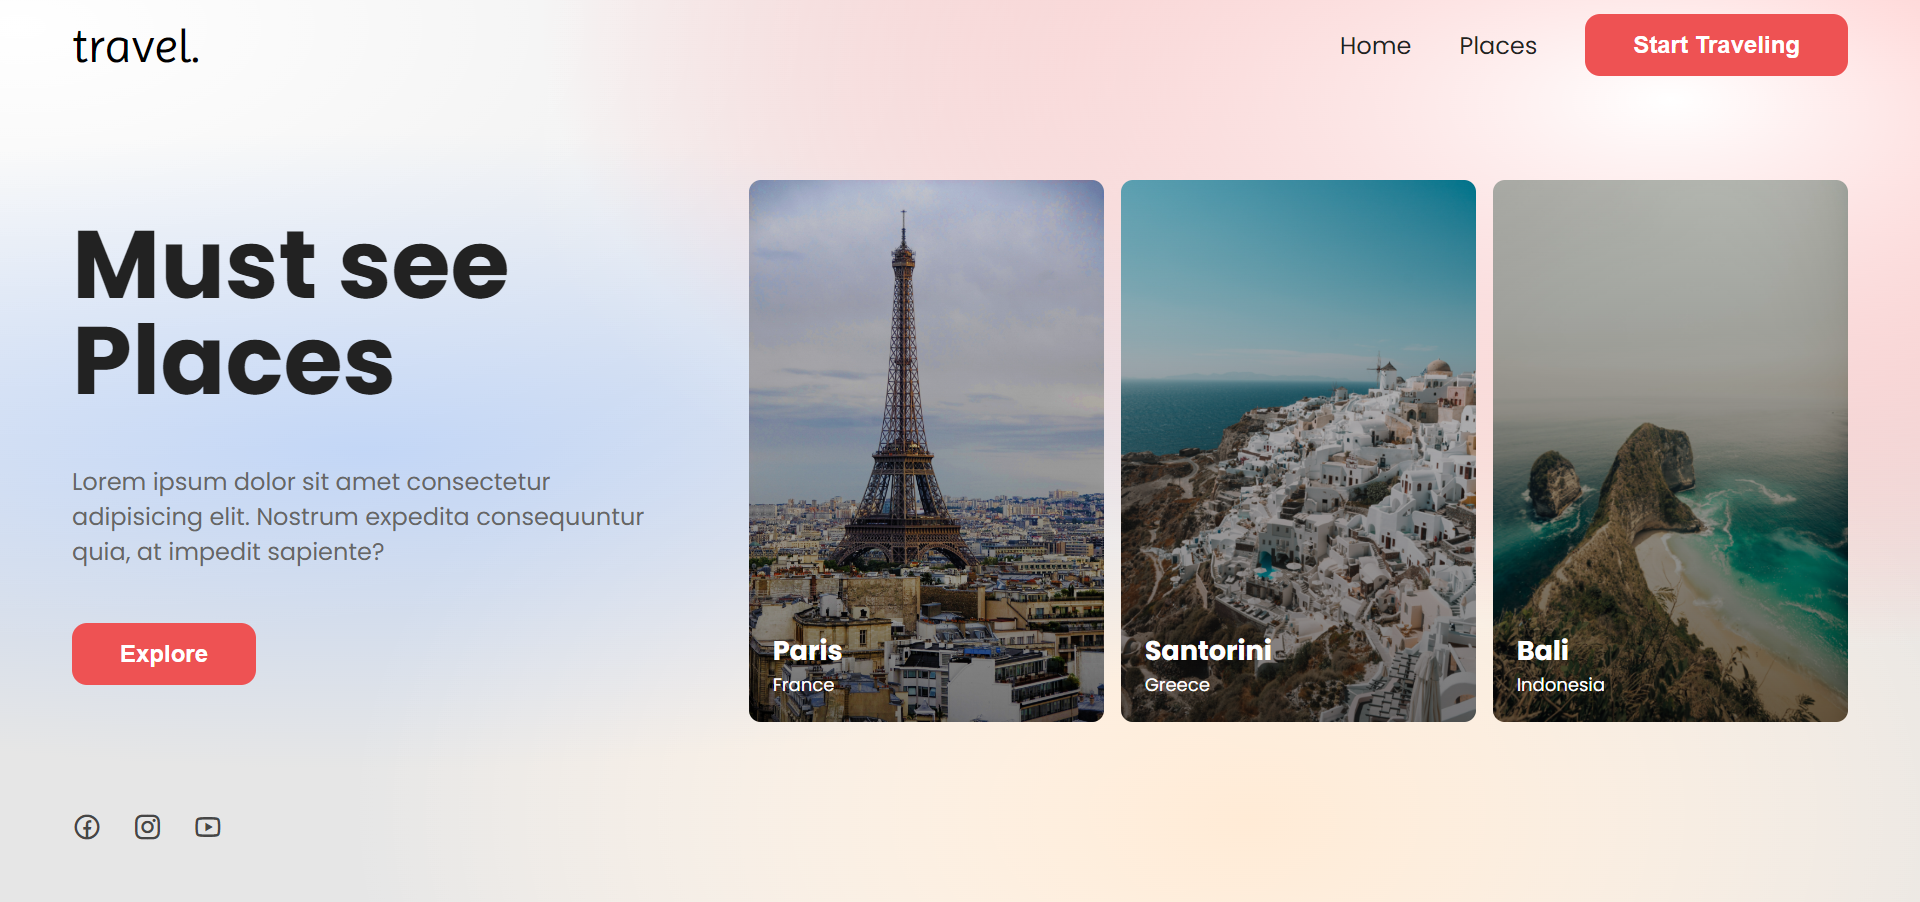 travel.
Home
Places
Start Traveling
Must see
Places
Lorem ipsum dolor sit amet consectetur
adipisicing elit. Nostrum expedita consequuntur
quia, at impedit sapiente?
Explore
Paris
France
Santorini
Greece
Bali
Indonesia